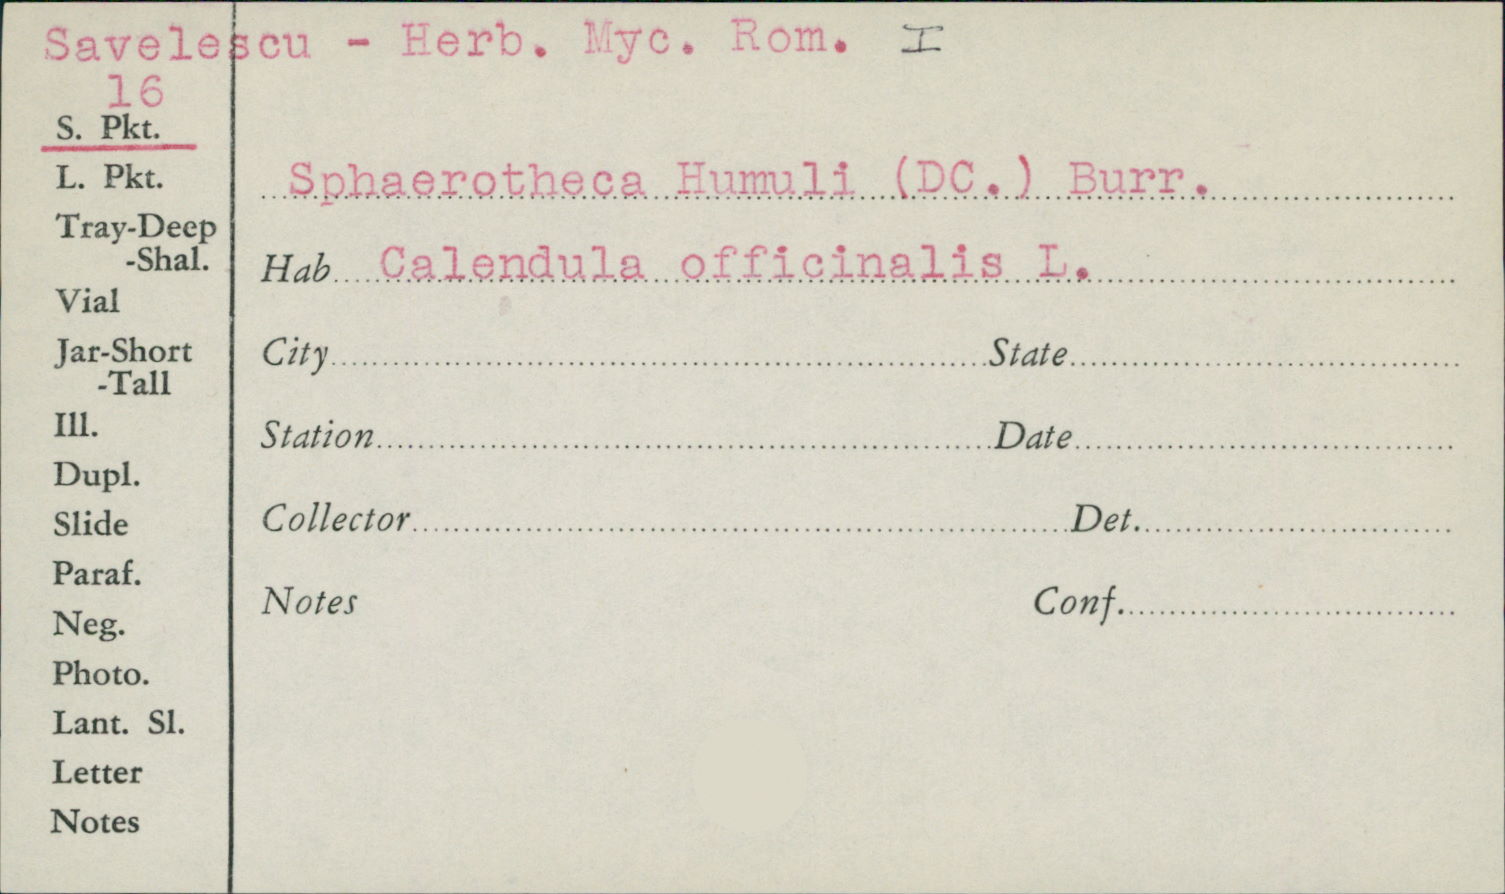 Savelescu - Herb. Myc. Rom. I
16
S. Pkt.
L. Pkt.
Sphaerotheca Humuli (DC.) Burr.
Tray-Deep
-Shal.
Hab. Calendula officinalis L.
Vial
Jar-Short
-Tall
City State
Ill.
Station Date
Dupl.
Slide
Collector Det.
Paraf.
Neg.
Notes Conf.
Photo.
Lant. Sl.
Letter
Notes